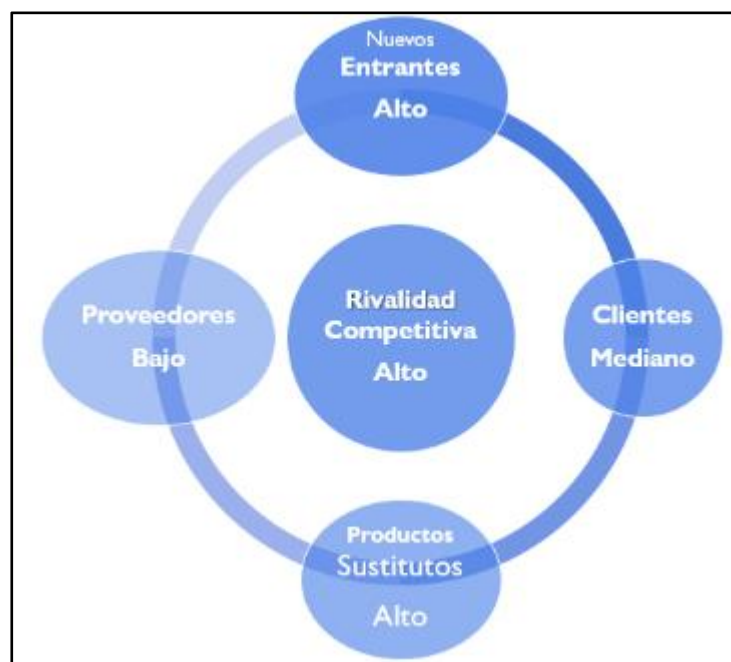 Nuevos
Entrantes
Alto
Proveedores
Bajo
Rivalidad
Competitiva
Alto
Clientes
Mediano
Productos
Sustitutos
Alto